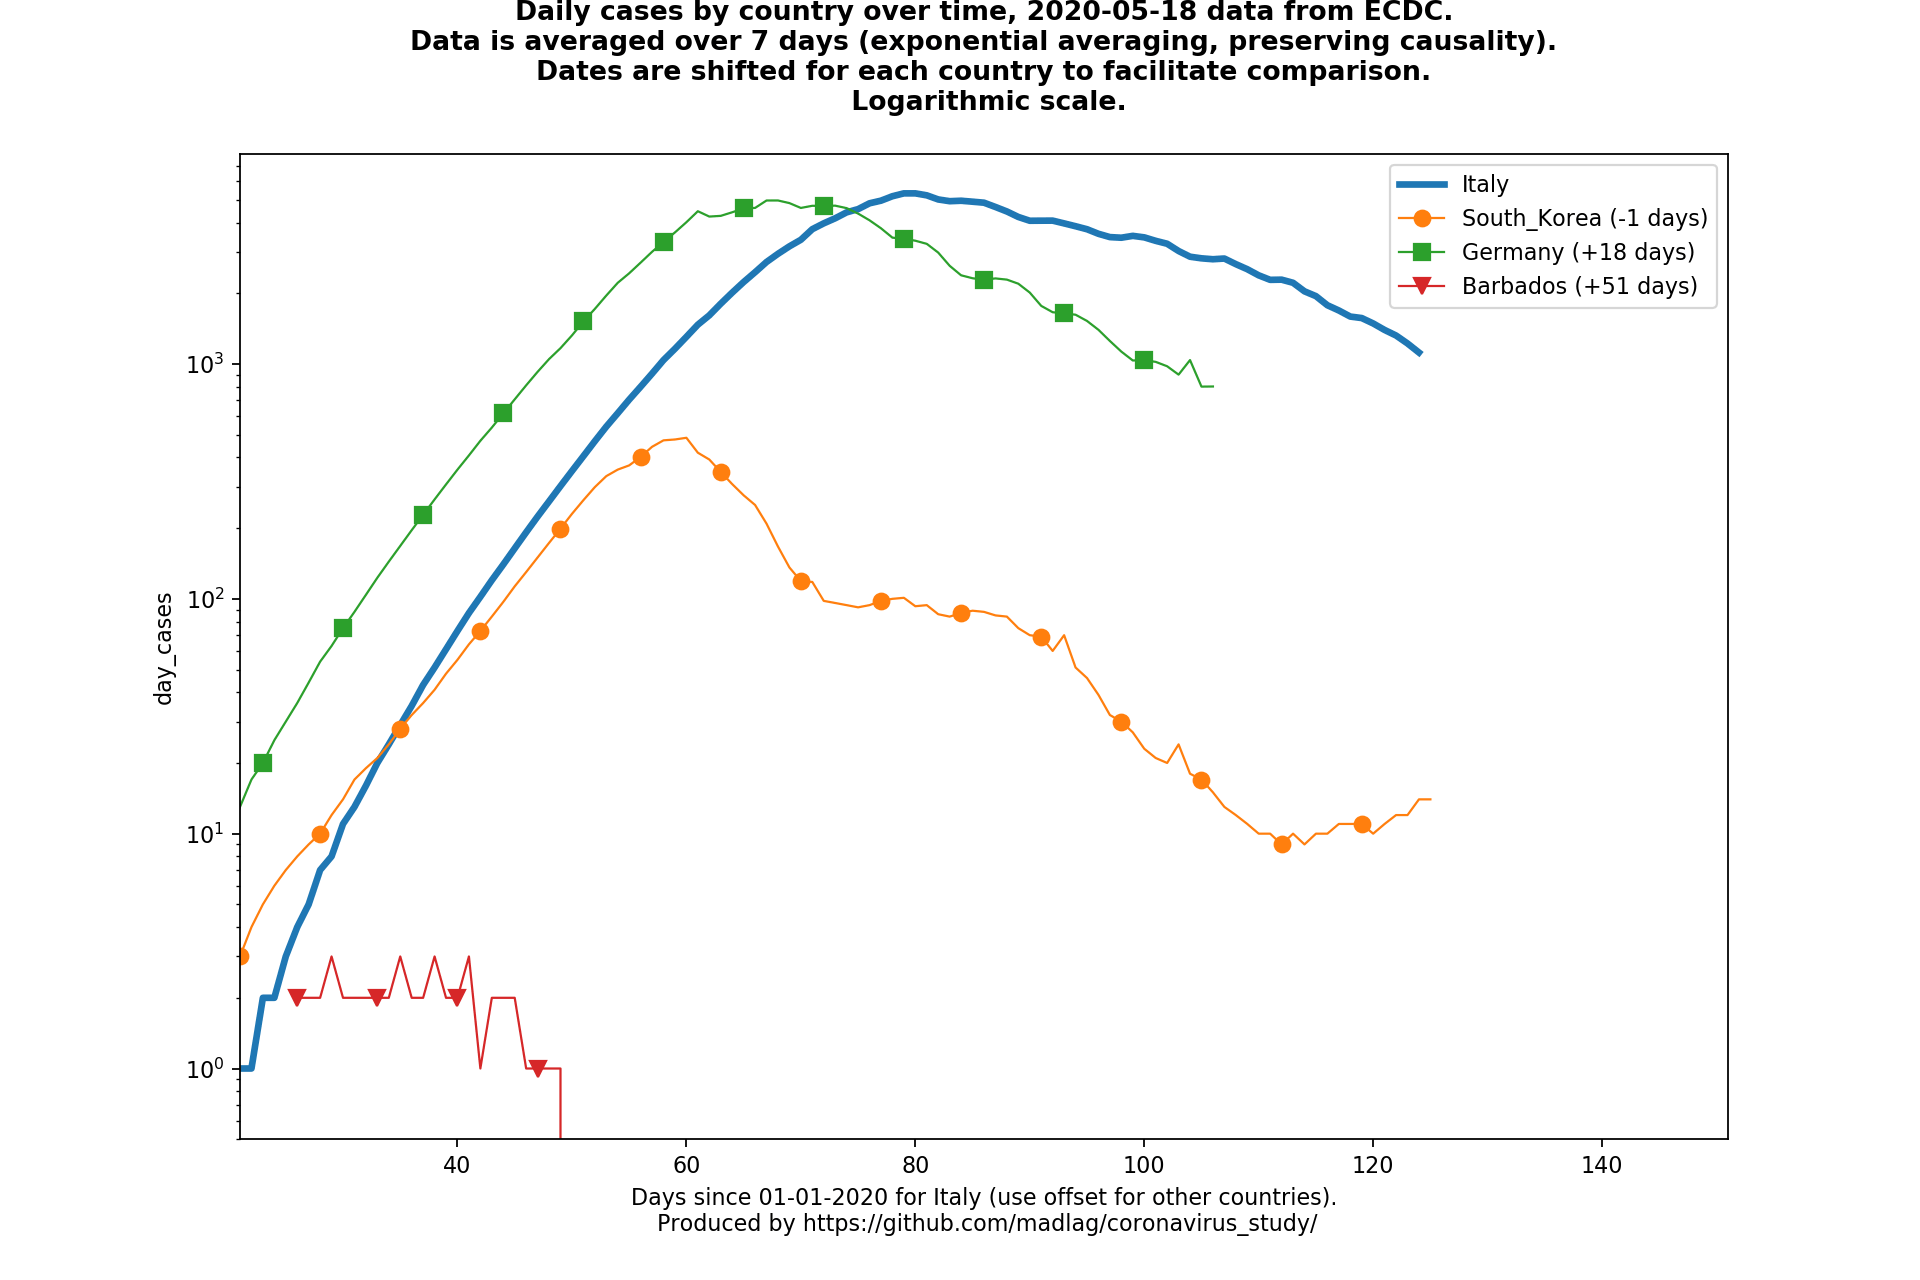 Daily cases by country over time, 2020-05-18 data from ECDC.
Data is averaged over 7 days (exponential averaging, preserving causality).
Dates are shifted for each country to facilitate comparison.
Logarithmic scale.
Italy
South_Korea (-1 days)
Germany (+18 days)
Barbados (+51 days)
day_cases
10³
10²
10¹
10⁰
40 60 80 100 120 140
Days since 01-01-2020 for Italy (use offset for other countries).
Produced by https://github.com/madlag/coronavirus_study/